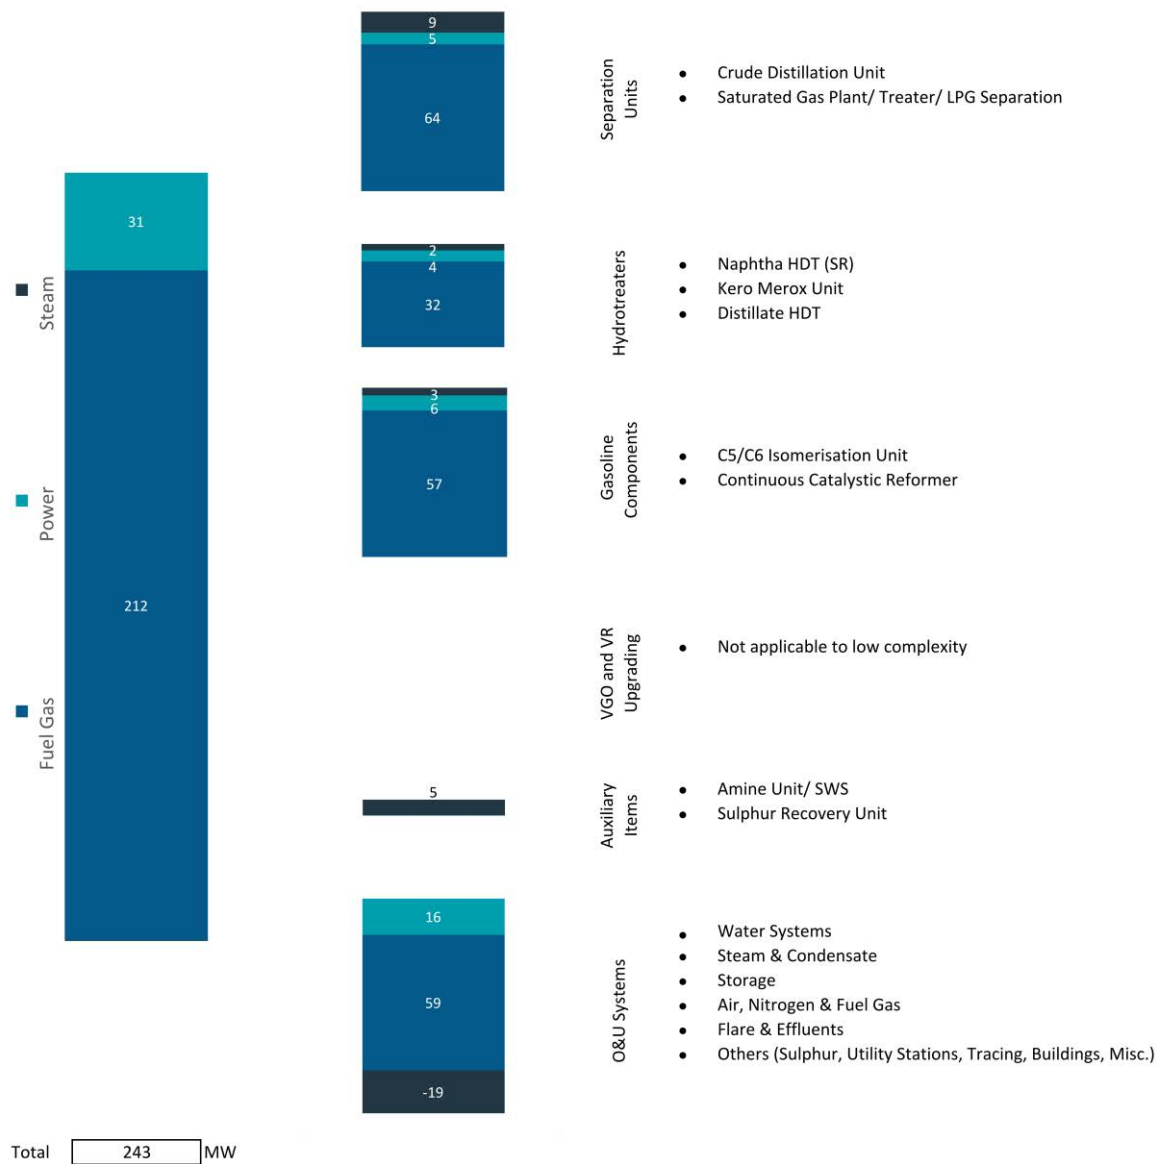 Steam
Power
Fuel Gas
31
212
9
5
64
Separation
Units
● Crude Distillation Unit
● Saturated Gas Plant/ Treater/ LPG Separation
2
4
32
Hydrotreaters
● Naphtha HDT (SR)
● Kero Merox Unit
● Distillate HDT
3
6
57
Gasoline
Components
● C5/C6 Isomerisation Unit
● Continuous Catalytic Reformer
VGO and VR
Upgrading
● Not applicable to low complexity
5
Auxiliary
Items
● Amine Unit/ SWS
● Sulphur Recovery Unit
16
59
-19
O&U Systems
● Water Systems
● Steam & Condensate
● Storage
● Air, Nitrogen & Fuel Gas
● Flare & Effluents
● Others (Sulphur, Utility Stations, Tracing, Buildings, Misc.)
Total 243 MW